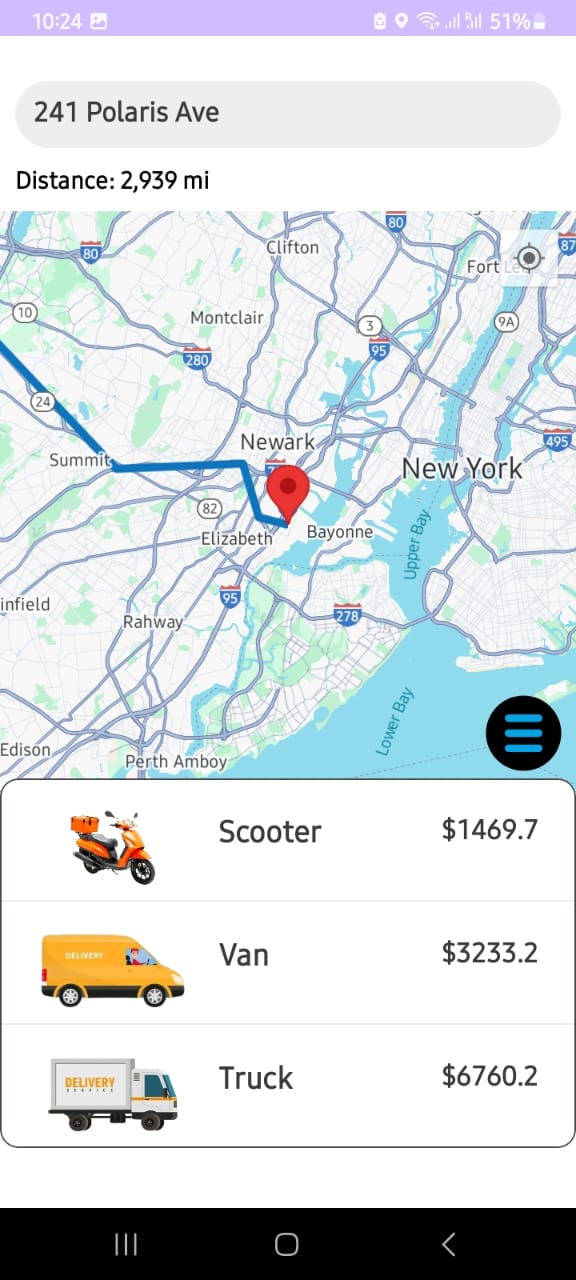 10:24 51%
241 Polaris Ave
Distance: 2,939 mi
80
87
Clifton
80
Fort Lee
10
Montclair
3
9A
95
280
24
Newark
495
Summit
New York
82
Elizabeth
Bayonne
Upper Bay
95
infield
278
Rahway
Lower Bay
Edison
Perth Amboy
Scooter $1469.7
DELIVERY
Van $3233.2
DELIVERY
SERVICE
Truck $6760.2